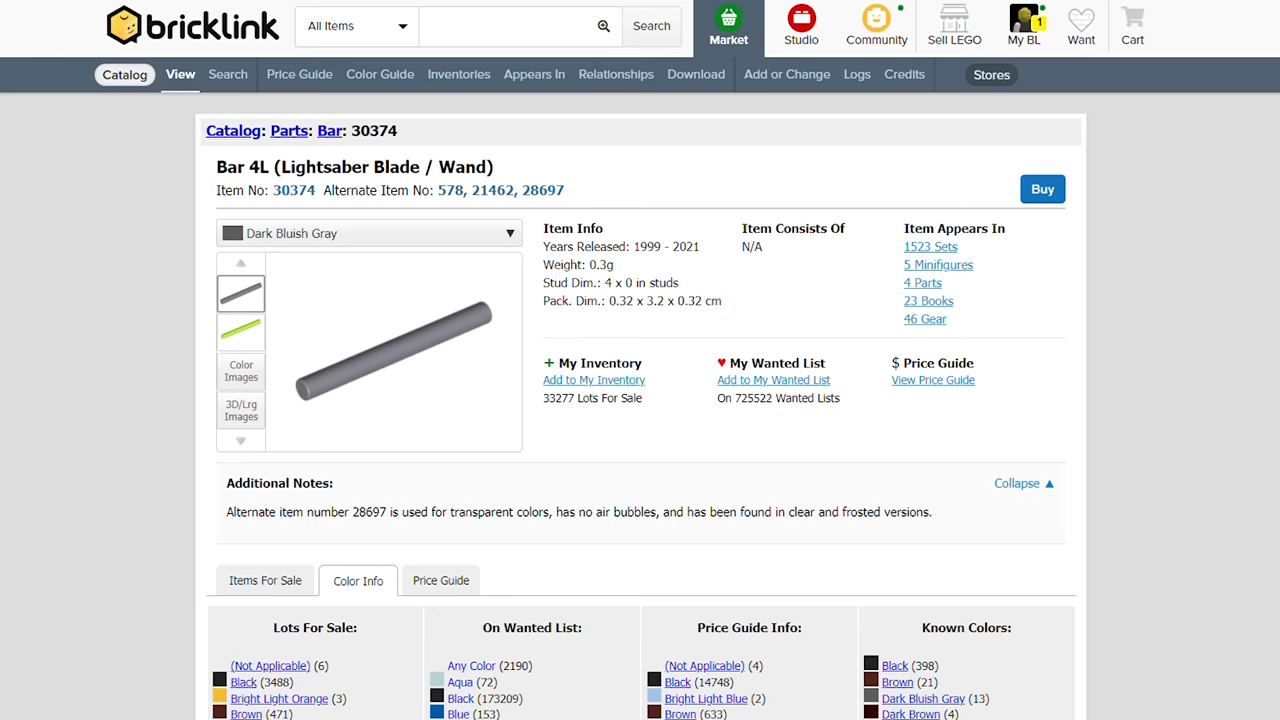 bricklink
All Items
Search
Market
Studio
Community
Sell LEGO
1
My BL
Want
Cart
Catalog View Search Price Guide Color Guide Inventories Appears In Relationships Download Add or Change Logs Credits Stores
Catalog: Parts: Bar: 30374
Bar 4L (Lightsaber Blade / Wand)
Item No: 30374 Alternate Item No: 578, 21462, 28697
Buy
Dark Bluish Gray
Color
Images
3D/Lrg
Images
Item Info
Years Released: 1999 - 2021
Weight: 0.3g
Stud Dim.: 4 x 0 in studs
Pack. Dim.: 0.32 x 3.2 x 0.32 cm
Item Consists Of
N/A
Item Appears In
1523 Sets
5 Minifigures
4 Parts
23 Books
46 Gear
+ My Inventory
Add to My Inventory
33277 Lots For Sale
♥ My Wanted List
Add to My Wanted List
On 725522 Wanted Lists
$ Price Guide
View Price Guide
Additional Notes:
Collapse ▲
Alternate item number 28697 is used for transparent colors, has no air bubbles, and has been found in clear and frosted versions.
Items For Sale
Color Info
Price Guide
Lots For Sale:
(Not Applicable) (6)
Black (3488)
Bright Light Orange (3)
Brown (471)
On Wanted List:
Any Color (2190)
Aqua (72)
Black (173209)
Blue (153)
Price Guide Info:
(Not Applicable) (4)
Black (14748)
Bright Light Blue (2)
Brown (633)
Known Colors:
Black (398)
Brown (21)
Dark Bluish Gray (13)
Dark Brown (4)